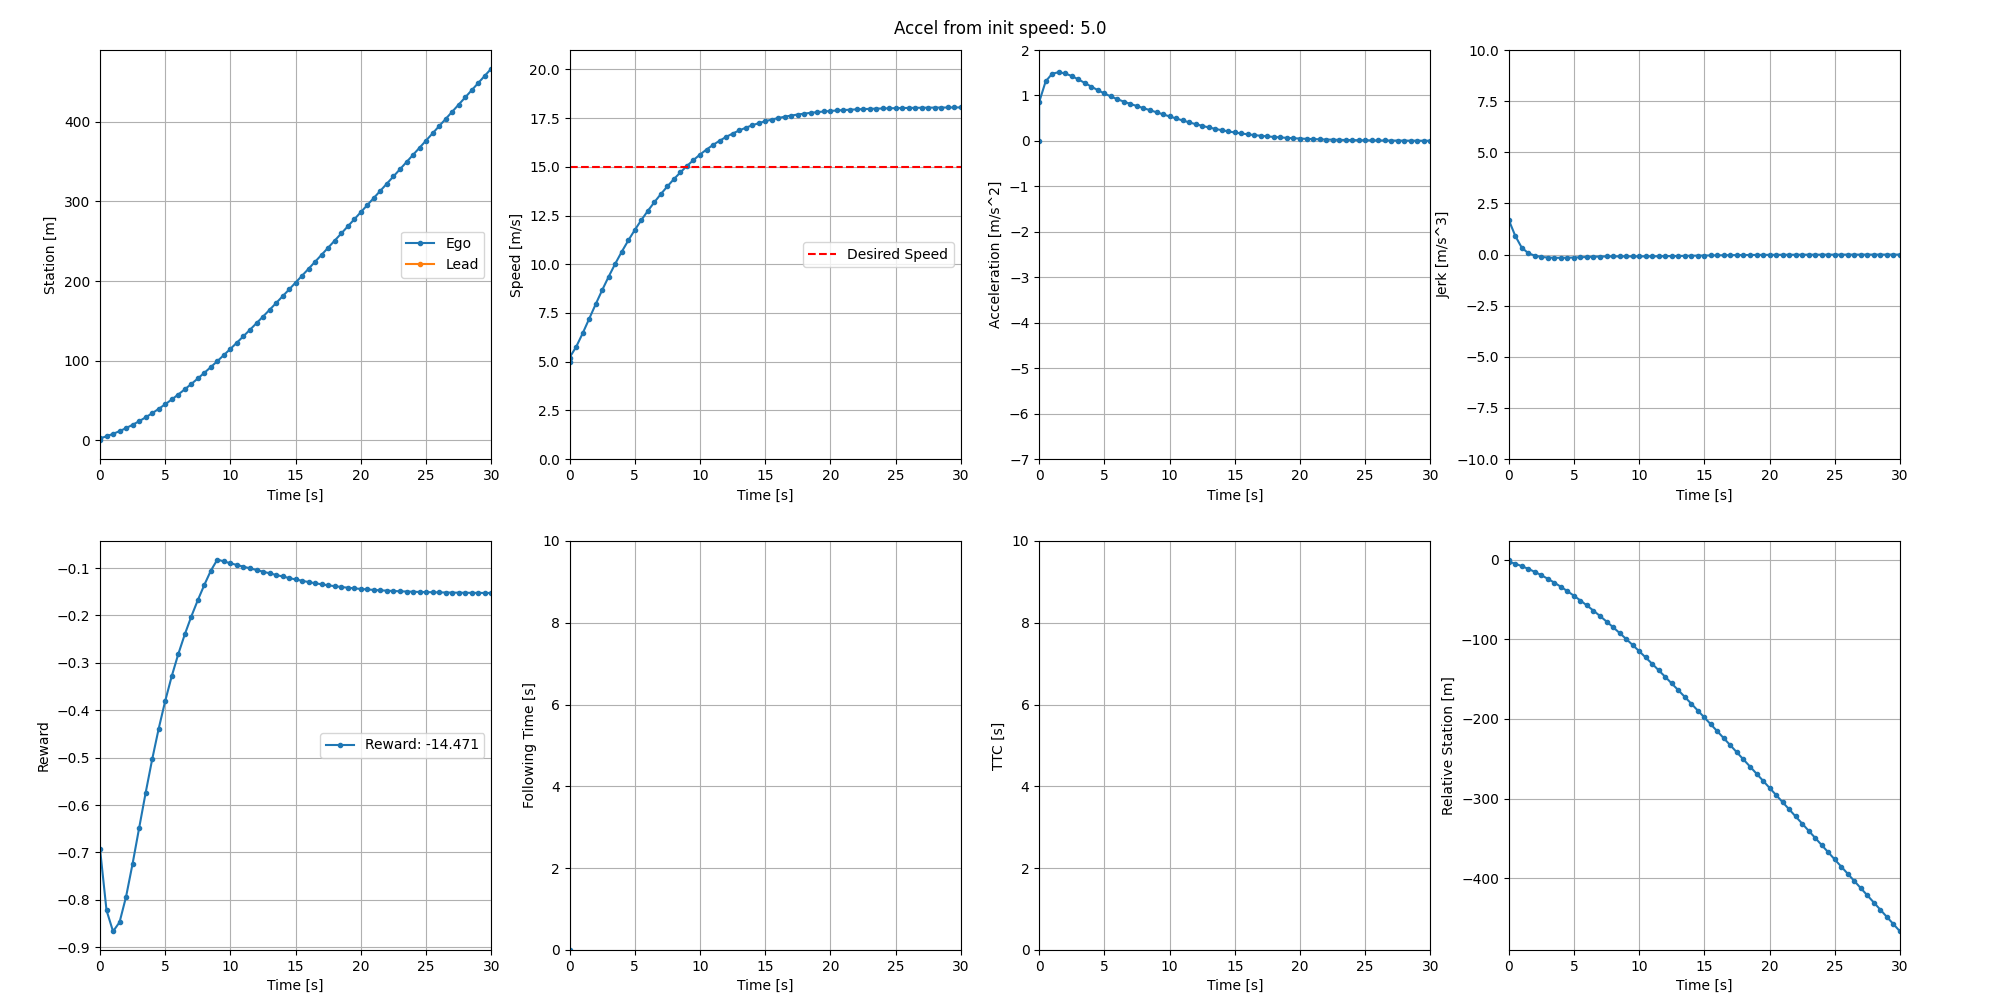 Accel from init speed: 5.0
Station [m]
400
300
200
100
0
Ego
Lead
0 5 10 15 20 25 30
Time [s]
Speed [m/s]
20.0
17.5
15.0
12.5
10.0
7.5
5.0
2.5
0.0
Desired Speed
0 5 10 15 20 25 30
Time [s]
Acceleration [m/s^2]
2
1
0
−1
−2
−3
−4
−5
−6
−7
0 5 10 15 20 25 30
Time [s]
Jerk [m/s^3]
10.0
7.5
5.0
2.5
0.0
−2.5
−5.0
−7.5
−10.0
0 5 10 15 20 25 30
Time [s]
Reward
−0.1
−0.2
−0.3
−0.4
−0.5
−0.6
−0.7
−0.8
−0.9
Reward: -14.471
0 5 10 15 20 25 30
Time [s]
Following Time [s]
10
8
6
4
2
0
0 5 10 15 20 25 30
Time [s]
TTC [s]
10
8
6
4
2
0
0 5 10 15 20 25 30
Time [s]
Relative Station [m]
0
−100
−200
−300
−400
0 5 10 15 20 25 30
Time [s]